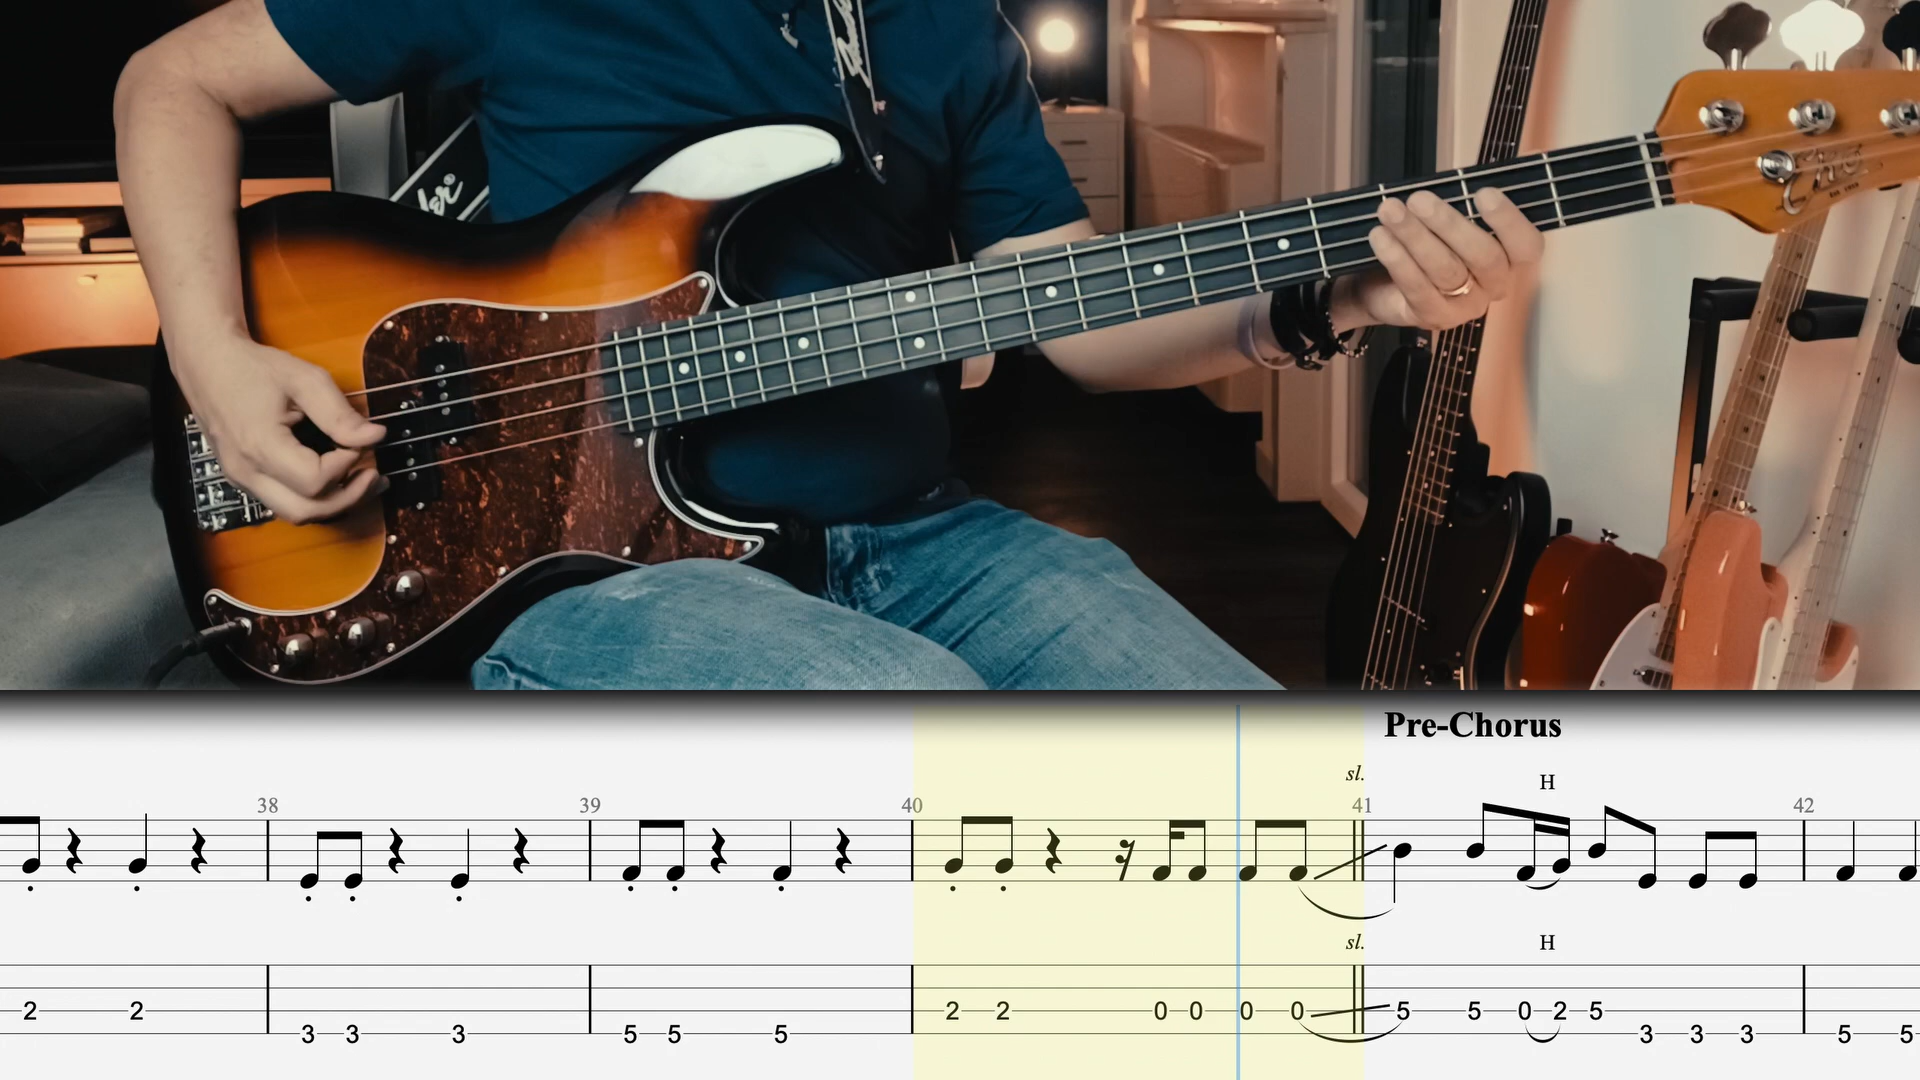 Pre-Chorus
sl.
H
38 39 40 41 42
sl.
H
2 2 2 2 0 0 0 0 5 5 0 2 5
3 3 3 5 5 5 3 3 3 5 5